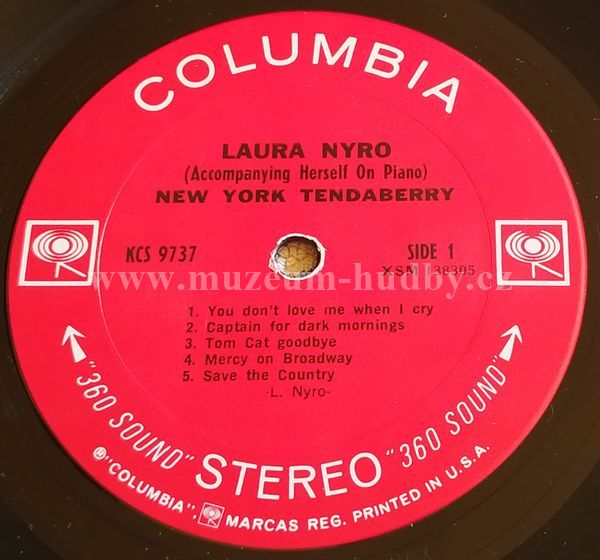 COLUMBIA
LAURA NYRO
(Accompanying Herself On Piano)
NEW YORK TENDABERRY
KCS 9737
SIDE 1
XSM 138395
www.muzeum-hudby.cz
1. You don't love me when I cry
2. Captain for dark mornings
3. Tom Cat goodbye
4. Mercy on Broadway
5. Save the Country
-L. Nyro-
"360 SOUND" STEREO "360 SOUND"
® "COLUMBIA", MARCAS REG. PRINTED IN U.S.A.